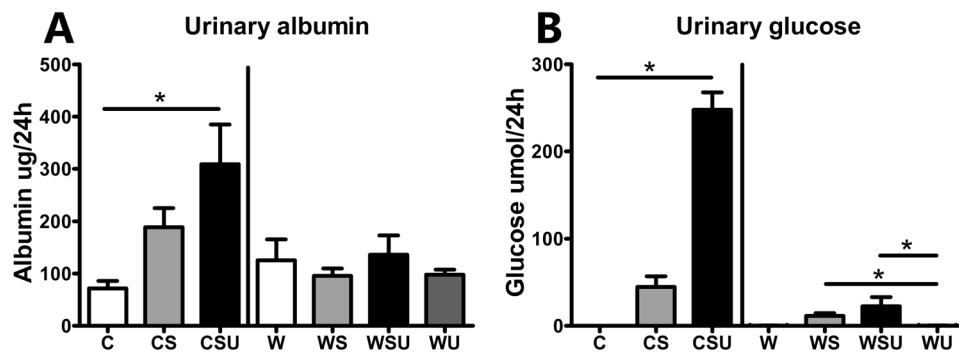 A
Urinary albumin
Albumin ug/24h
500
400
300
200
100
0
*
C CS CSU W WS WSU WU
B
Urinary glucose
Glucose umol/24h
300
200
100
0
*
*
*
C CS CSU W WS WSU WU